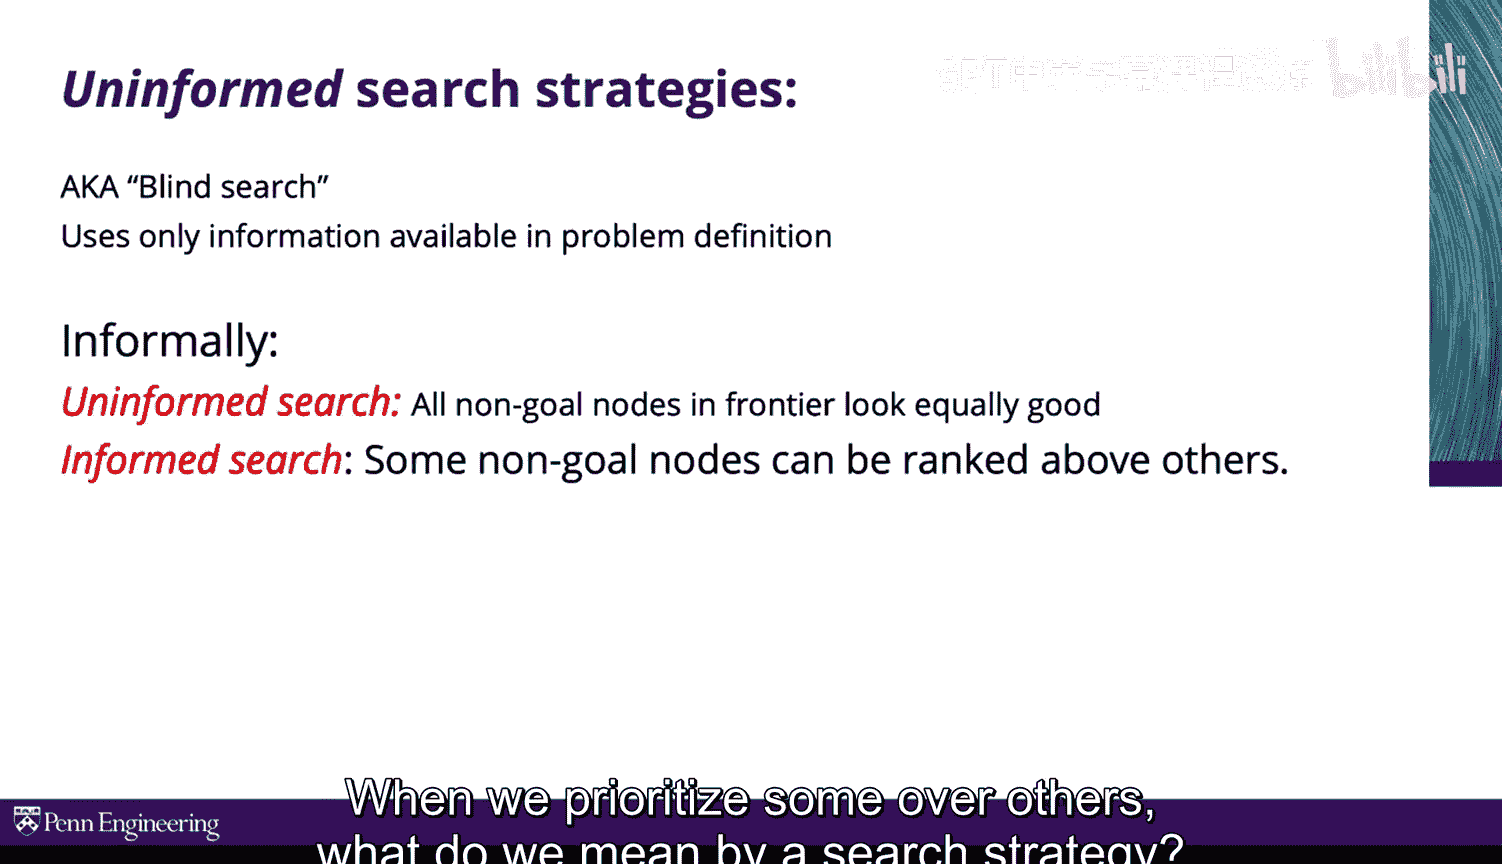 Uninformed search strategies:
bilibili
AKA “Blind search”
Uses only information available in problem definition
Informally:
Uninformed search: All non-goal nodes in frontier look equally good
Informed search: Some non-goal nodes can be ranked above others.
When we prioritize some over others,
what do we mean by a search strategy?
Penn Engineering